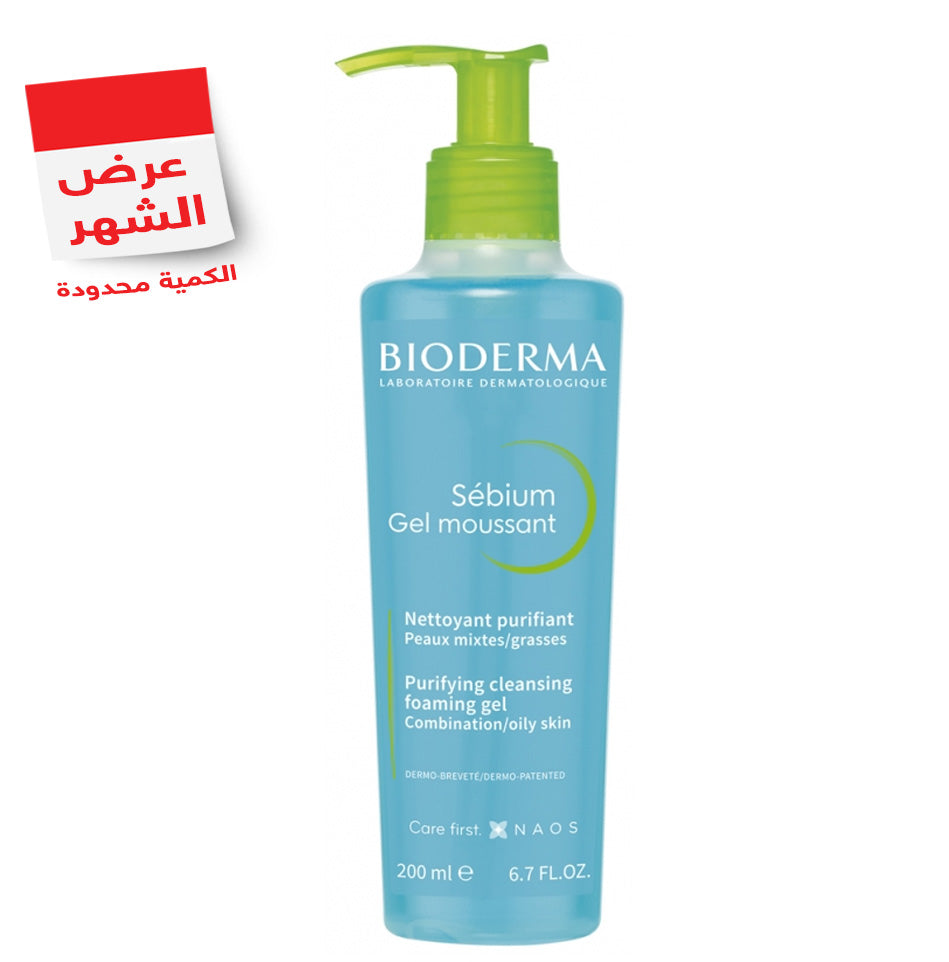 عرض
الشهر
الكمية محدودة
BIODERMA
LABORATOIRE DERMATOLOGIQUE
Sébium
Gel moussant
Nettoyant purifiant
Peaux mixtes/grasses
Purifying cleansing
foaming gel
Combination/oily skin
DERMO-BREVETÉ/DERMO-PATENTED
Care first. NAOS
200 ml ℮ 6.7 FL.OZ.